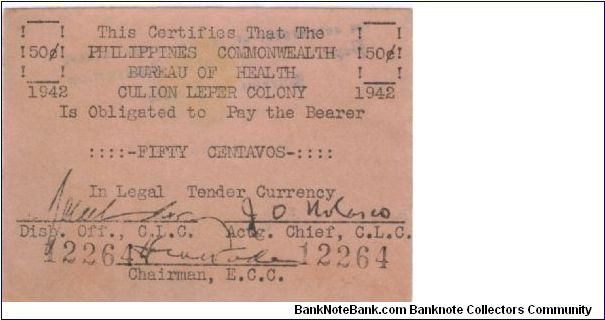 This Certifies That The
50¢ PHILIPPINES COMMONWEALTH 50¢
BUREAU OF HEALTH
1942 CULION LEPER COLONY 1942
Is Obligated to Pay the Bearer
::::-FIFTY CENTAVOS-::::
In Legal Tender Currency
Disb. Off., C.L.C. Actg. Chief, C.L.C.
12264 12264
Chairman, E.C.C.
BankNoteBank.com Banknote Collectors Community